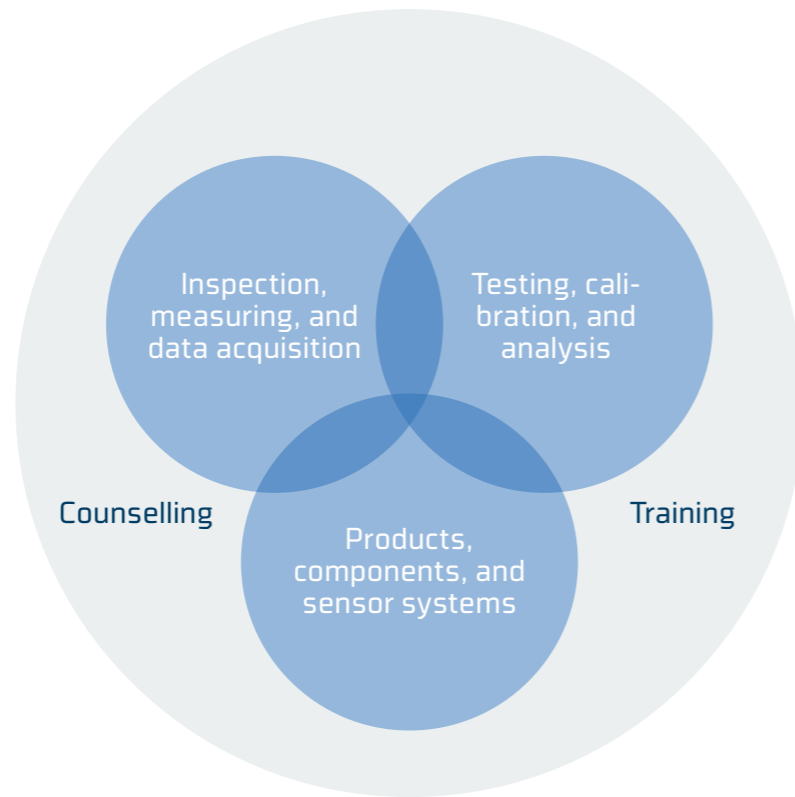 Inspection,
measuring, and
data acquisition
Testing, cali-
bration, and
analysis
Counselling
Training
Products,
components, and
sensor systems